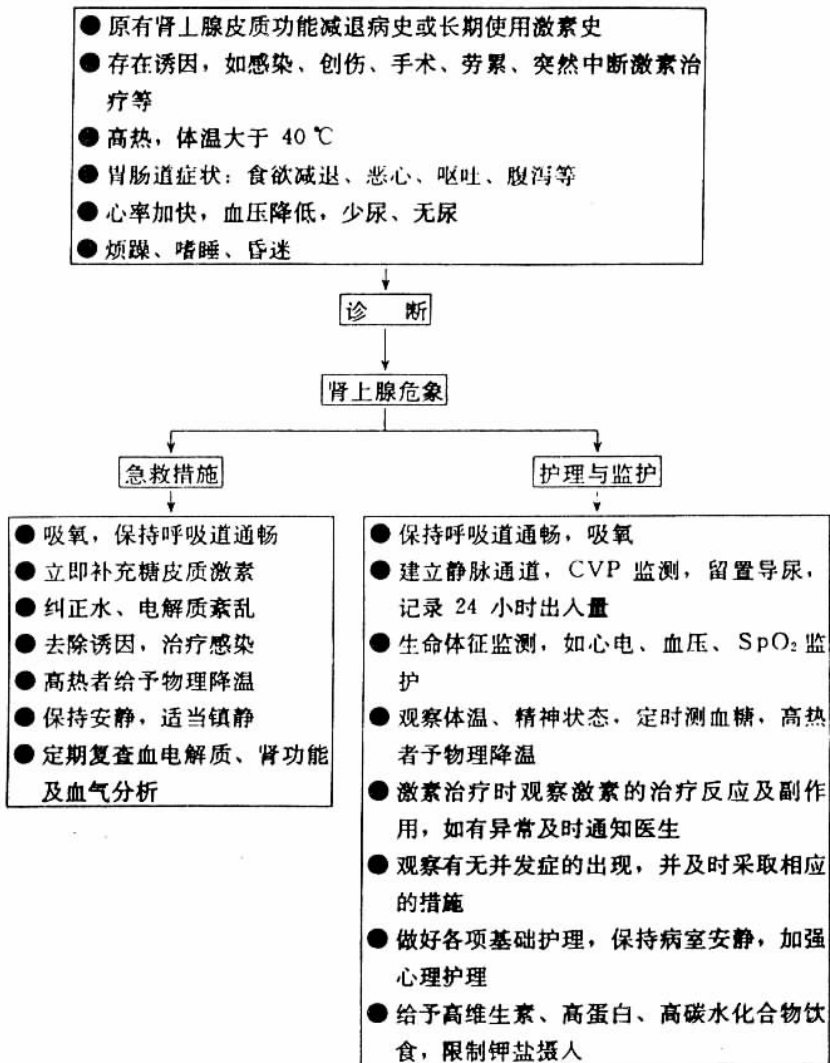 ● 原有肾上腺皮质功能减退病史或长期使用激素史
● 存在诱因，如感染、创伤、手术、劳累、突然中断激素治
疗等
● 高热，体温大于 40 ℃
● 胃肠道症状：食欲减退、恶心、呕吐、腹泻等
● 心率加快，血压降低，少尿、无尿
● 烦躁、嗜睡、昏迷
诊 断
肾上腺危象
急救措施
● 吸氧，保持呼吸道通畅
● 立即补充糖皮质激素
● 纠正水、电解质紊乱
● 去除诱因，治疗感染
● 高热者给予物理降温
● 保持安静，适当镇静
● 定期复查血电解质、肾功能
及血气分析
护理与监护
● 保持呼吸道通畅，吸氧
● 建立静脉通道，CVP 监测，留置导尿，
记录 24 小时出入量
● 生命体征监测，如心电、血压、SpO₂ 监
护
● 观察体温、精神状态，定时测血糖，高热
者予物理降温
● 激素治疗时观察激素的治疗反应及副作
用，如有异常及时通知医生
● 观察有无并发症的出现，并及时采取相应
的措施
● 做好各项基础护理，保持病室安静，加强
心理护理
● 给予高维生素、高蛋白、高碳水化合物饮
食，限制钾盐摄人